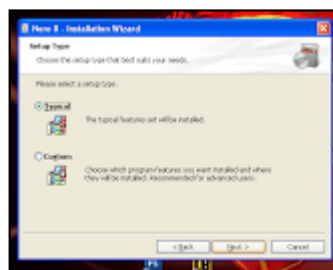 Nero 8 - Installation Wizard
Setup Type
Choose the setup type that best suits your needs.
Please select a setup type.
Typical
The typical features set will be installed.
Custom
Choose which program features you want installed and where
they will be installed. Recommended for advanced users.
< Back
Next >
Cancel